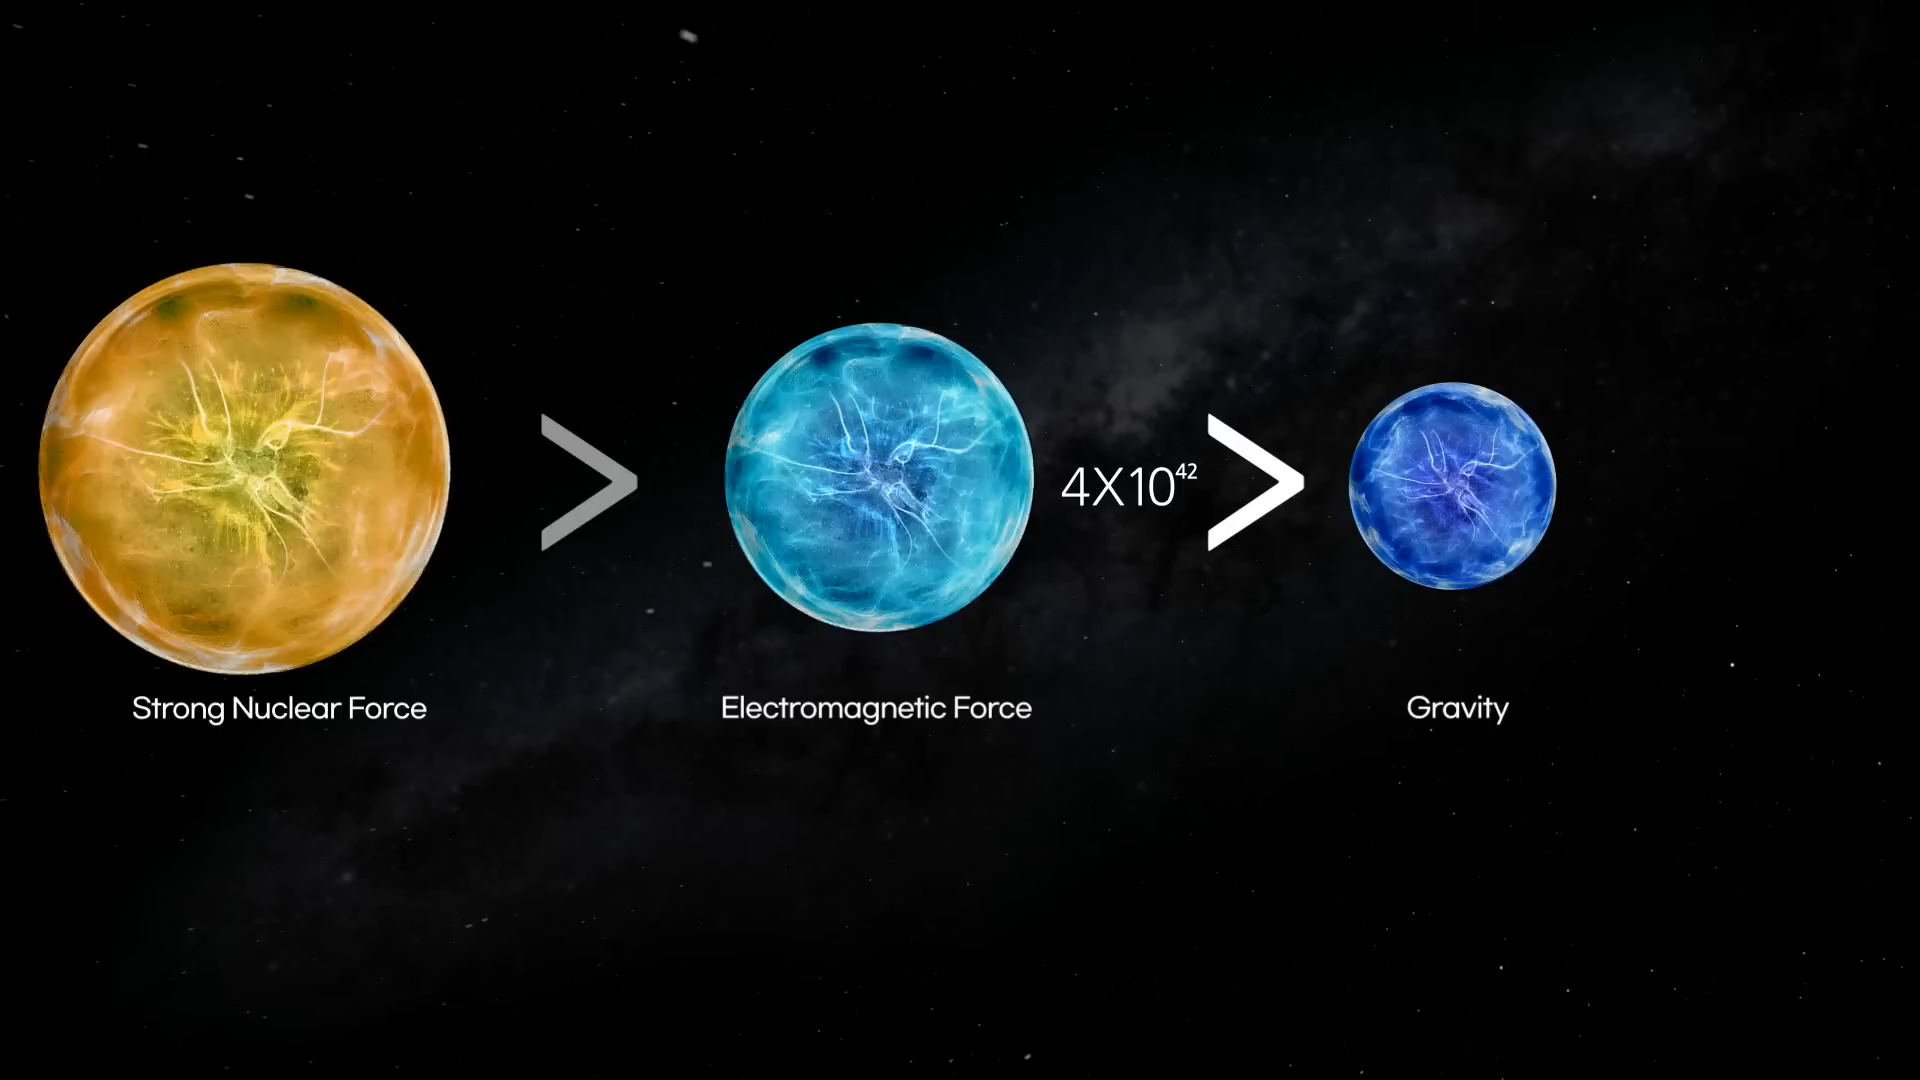 >
4X10⁴² >
Strong Nuclear Force
Electromagnetic Force
Gravity